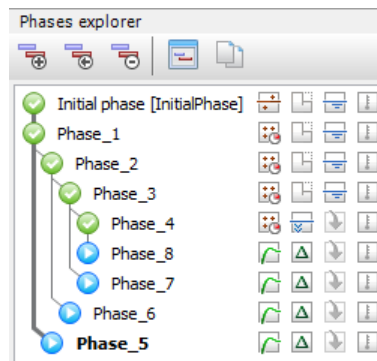 Phases explorer
Initial phase [InitialPhase]
Phase_1
Phase_2
Phase_3
Phase_4
Phase_8
Phase_7
Phase_6
Phase_5